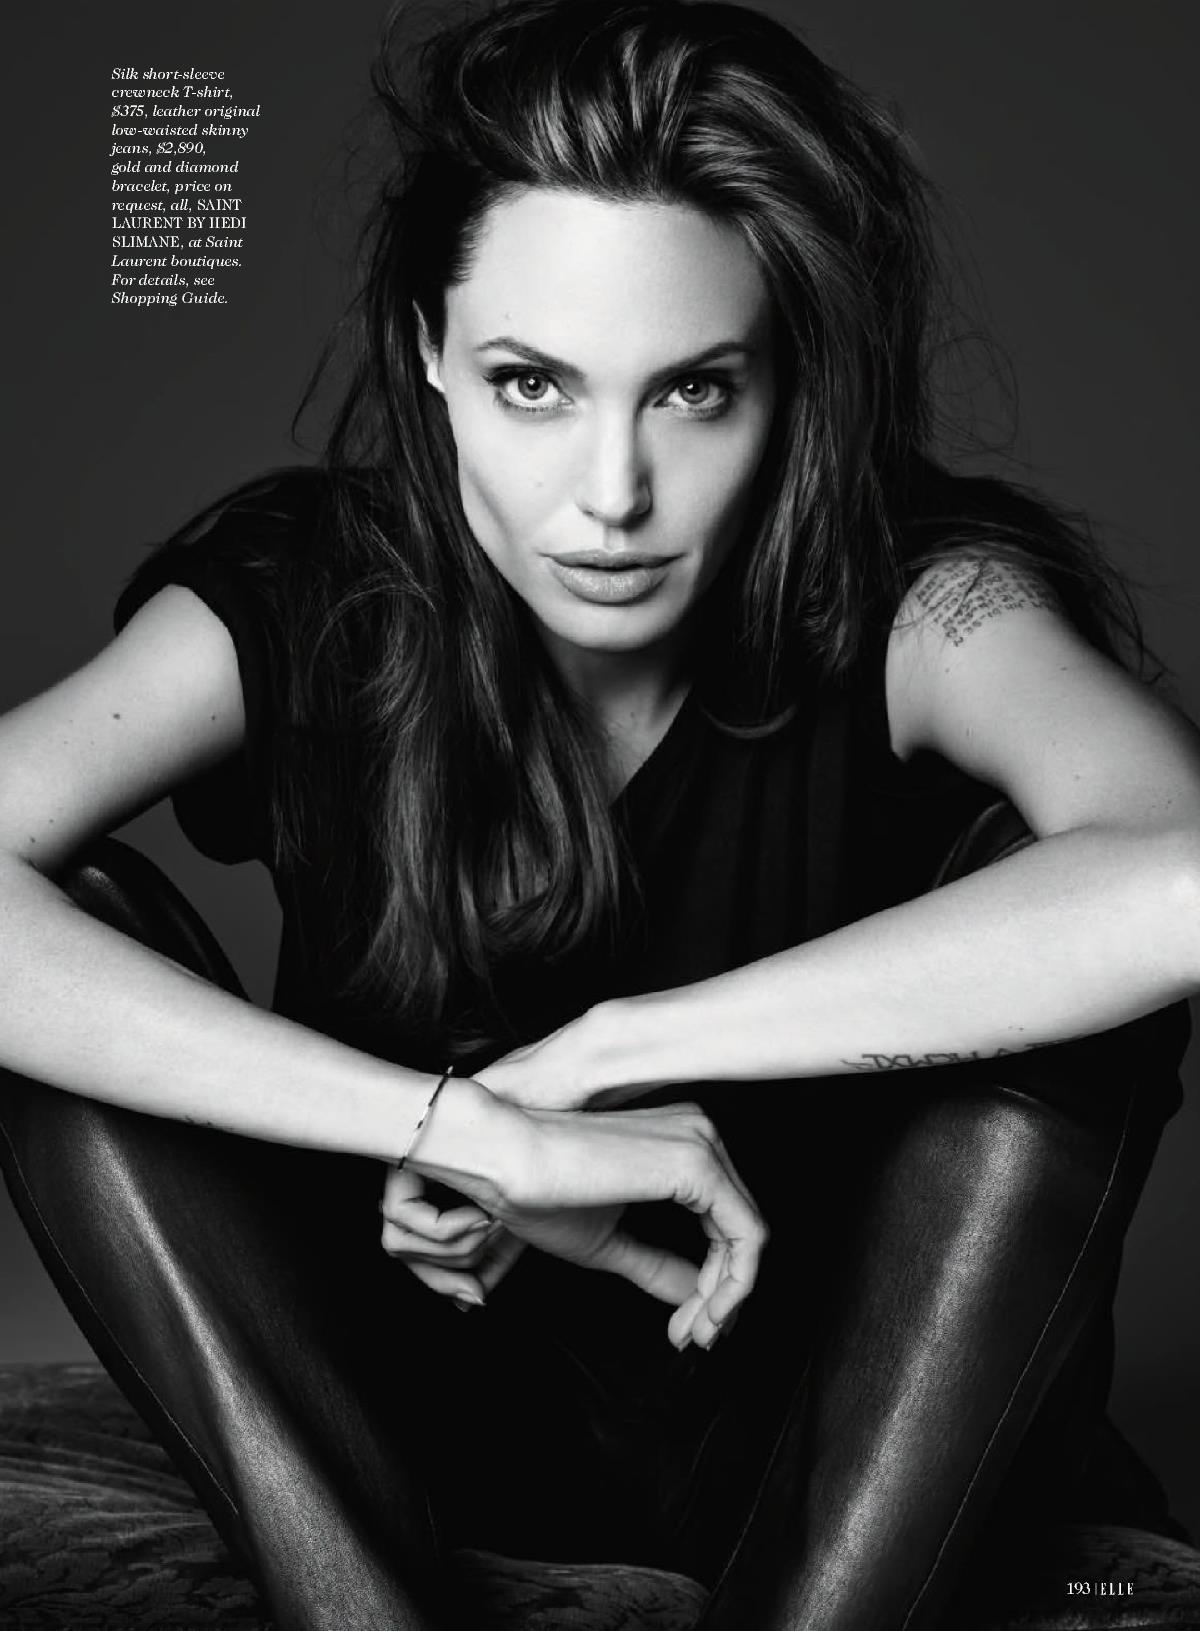 Silk short-sleeve
crewneck T-shirt,
$375, leather original
low-waisted skinny
jeans, $2,890,
gold and diamond
bracelet, price on
request, all, SAINT
LAURENT BY HEDI
SLIMANE, at Saint
Laurent boutiques.
For details, see
Shopping Guide.
193 | ELLE